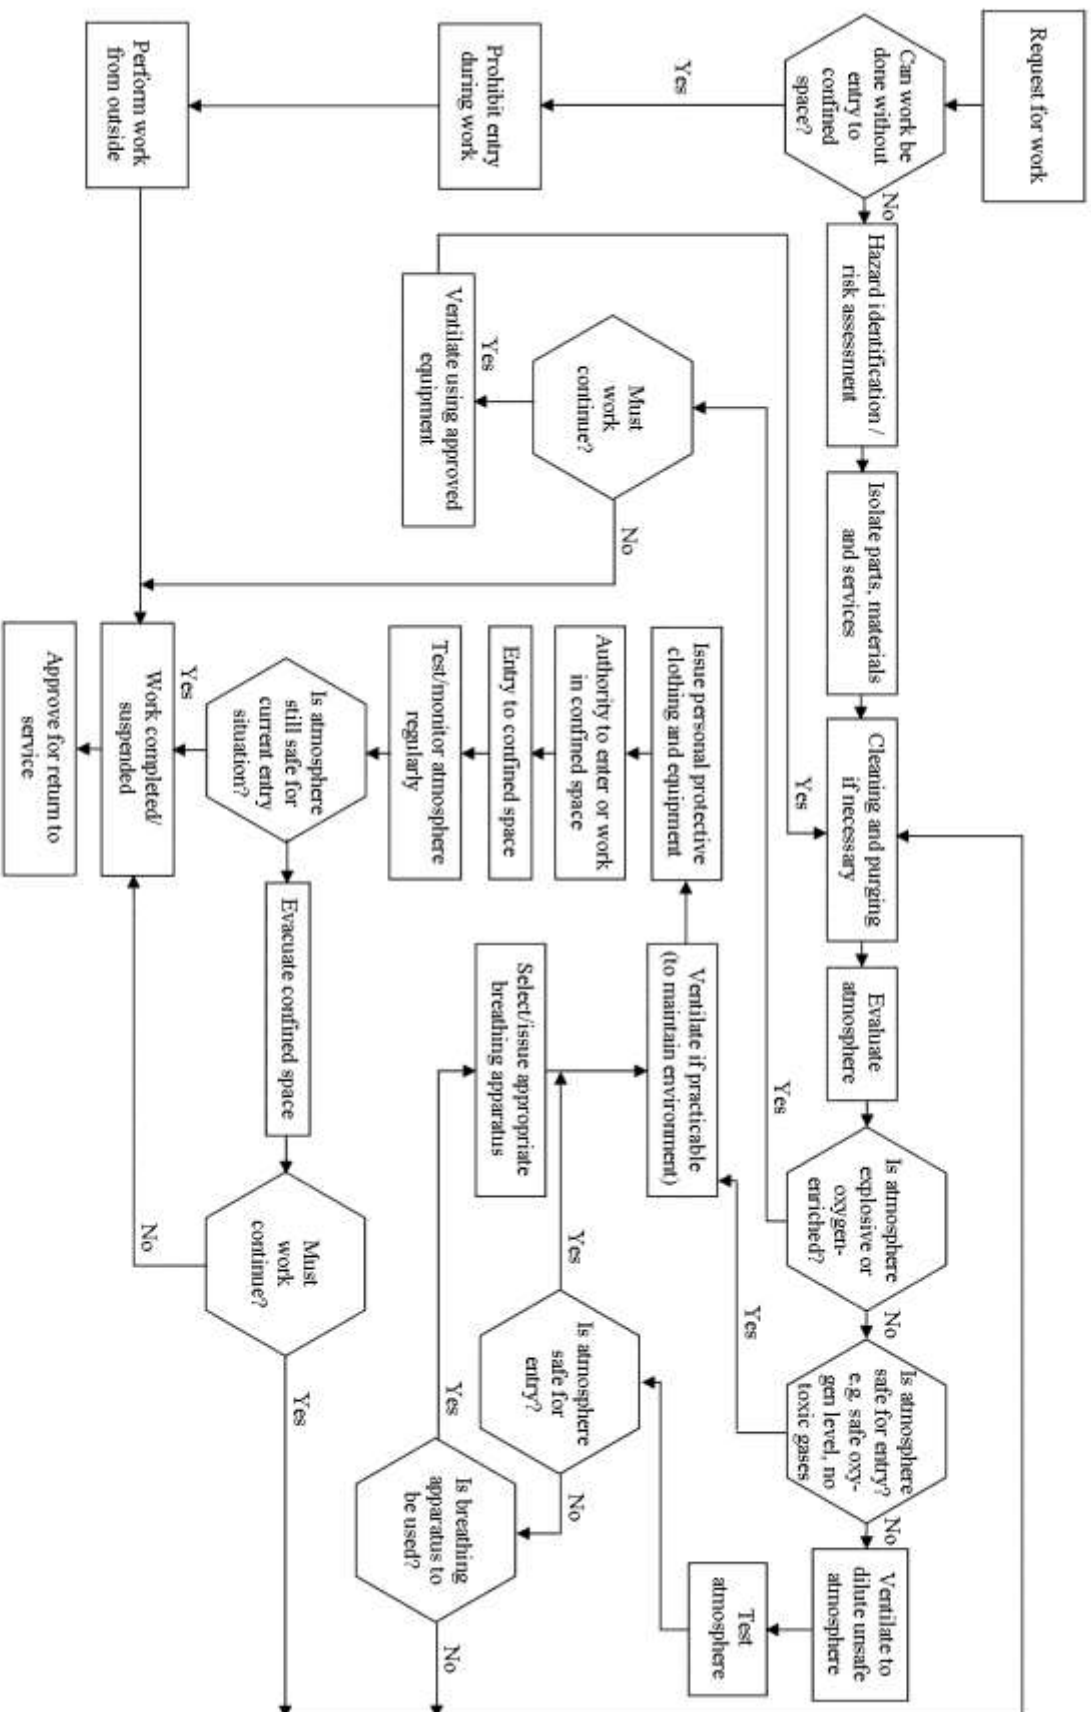 Request for work
Can work be
done without
entry to
confined
space?
No
Hazard identification /
risk assessment
Isolate parts, materials
and services
Cleaning and purging
if necessary
Evaluate
atmosphere
Is atmosphere
explosive or
oxygen-
enriched?
No
Is atmosphere
safe for entry?
e.g. safe oxy-
gen level, no
toxic gases
No
Ventilate to
dilute unsafe
atmosphere
Yes
Yes
Yes
Yes
Prohibit entry
during work
Must
work
continue?
Yes
No
Ventilate using approved
equipment
Issue personal protective
clothing and equipment
Ventilate if practicable
(to maintain environment)
Test
atmosphere
Authority to enter or work
in confined space
Is atmosphere
safe for
entry?
Yes
No
Entry to confined space
Select/issue appropriate
breathing apparatus
Test/monitor atmosphere
regularly
Is breathing
apparatus to
be used?
Yes
No
Is atmosphere
still safe for
current entry
situation?
Yes
Evacuate confined space
Must
work
continue?
Yes
No
Perform work
from outside
Work completed/
suspended
Approve for return to
service